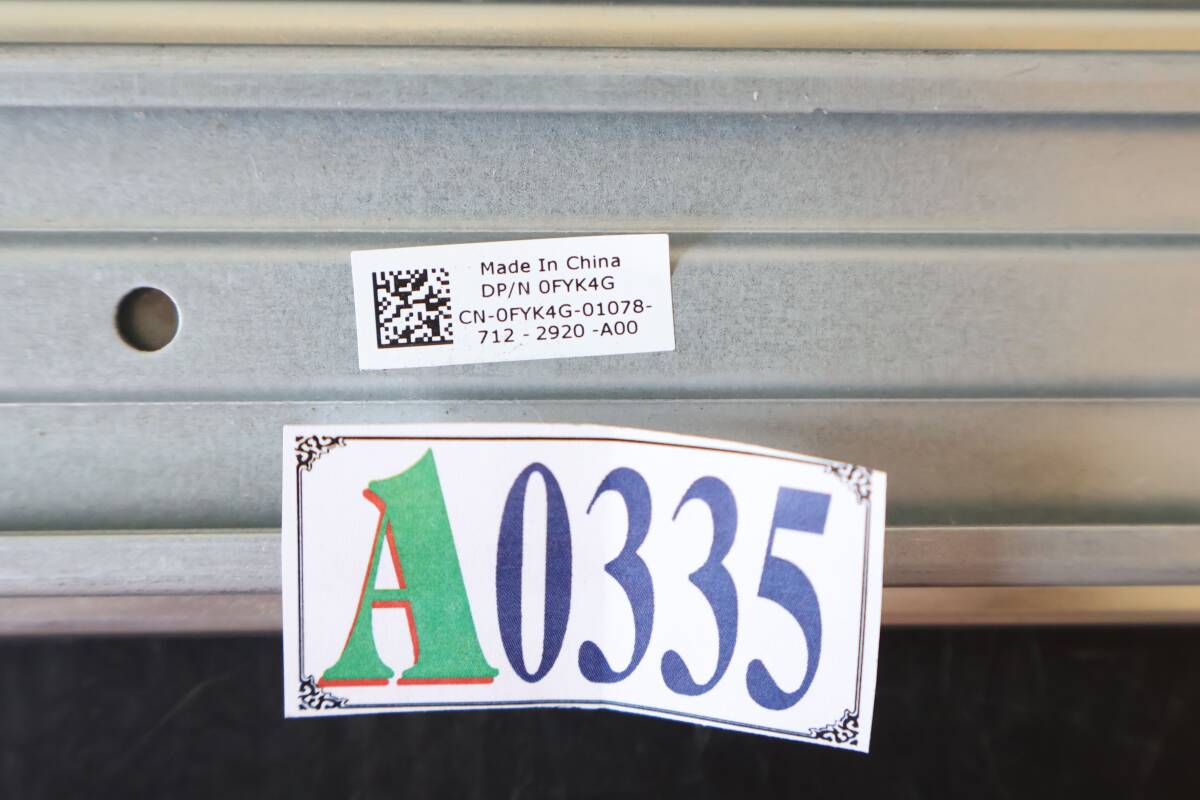 Made In China
DP/N 0FYK4G
CN-0FYK4G-01078-
712 - 2920 -A00
A0335